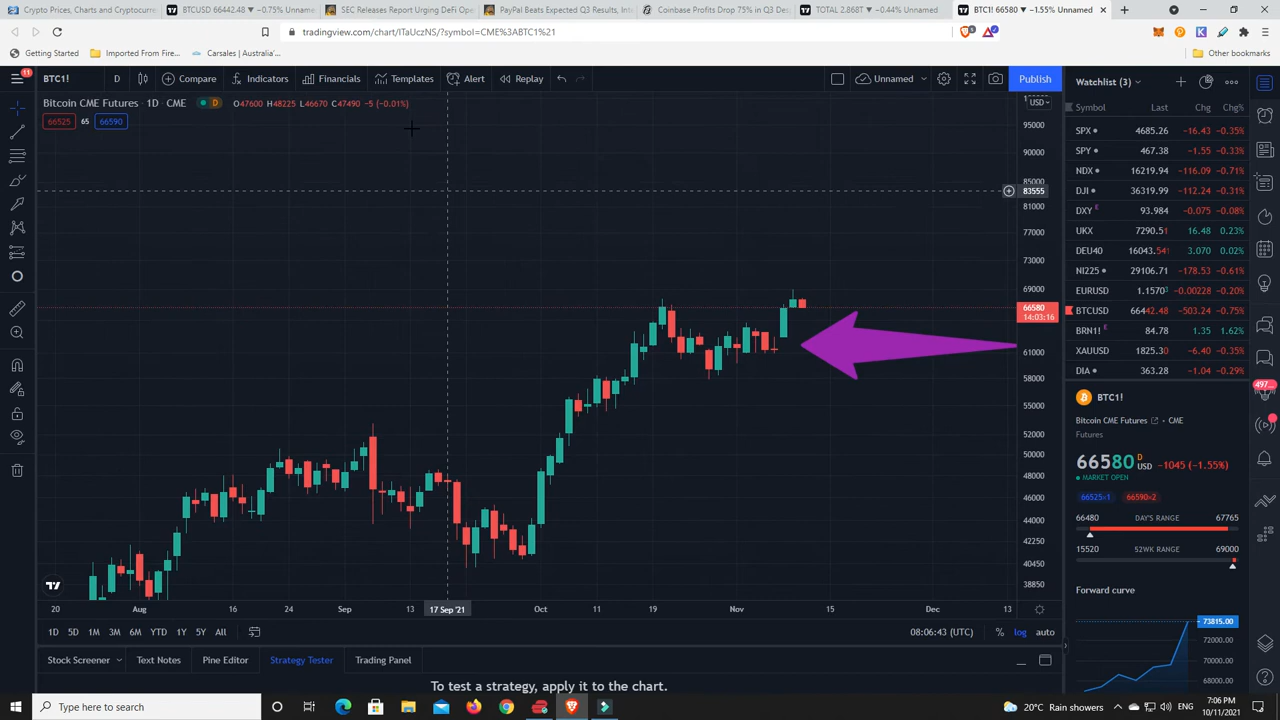 Crypto Prices, Charts and Cryptocurr
BTCUSD 66442.48 ▼ −0.75% Unnamed
SEC Releases Report Urging DeFi Ope
PayPal Beats Expected Q3 Results, In
Coinbase Profits Drop 75% in Q3 Des
TOTAL 2.868T ▼ −0.44% Unnamed
BTC1! 66580 ▼ −1.55% Unnamed
tradingview.com/chart/ITaUczNS/?symbol=CME%3ABTC1%21
Getting Started
Imported From Fire...
Carsales | Australia'...
Other bookmarks
11
BTC1!
D
Compare
Indicators
Financials
Templates
Alert
Replay
Unnamed
Publish
Bitcoin CME Futures · 1D · CME
D
O47600 H48225 L46670 C47490 −5 (−0.01%)
66525
65
66590
USD
95000
90000
85000
83555
81000
77000
73000
69000
66580
14:03:16
61000
58000
55000
52000
50000
48000
46000
44000
42250
40450
38850
20
Aug
16
24
Sep
13
17 Sep '21
Oct
11
19
Nov
15
Dec
13
1D
5D
1M
3M
6M
YTD
1Y
5Y
All
08:06:43 (UTC)
%
log
auto
Stock Screener
Text Notes
Pine Editor
Strategy Tester
Trading Panel
To test a strategy, apply it to the chart.
Watchlist (3)
Symbol Last Chg Chg%
SPX 4685.26 −16.43 −0.35%
SPY 467.38 −1.55 −0.33%
NDX 16219.94 −116.09 −0.71%
DJI 36319.99 −112.24 −0.31%
DXY E 93.984 −0.075 −0.08%
UKX 7290.51 16.48 0.23%
DEU40 16043.541 3.070 0.02%
NI225 29106.71 −178.53 −0.61%
EURUSD 1.15703 −0.00228 −0.20%
BTCUSD 66442.48 −503.24 −0.75%
BRN1! E 84.78 1.35 1.62%
XAUUSD 1825.30 −6.40 −0.35%
DIA 363.28 −1.04 −0.29%
BTC1!
Bitcoin CME Futures CME
Futures
66580 D USD −1045 (−1.55%)
MARKET OPEN
66525×1
66590×2
66480 DAY'S RANGE 67765
15520 52WK RANGE 69000
Forward curve
73815.00
72000.00
70000.00
68000.00
497...
Type here to search
20°C Rain showers
7:06 PM
10/11/2021